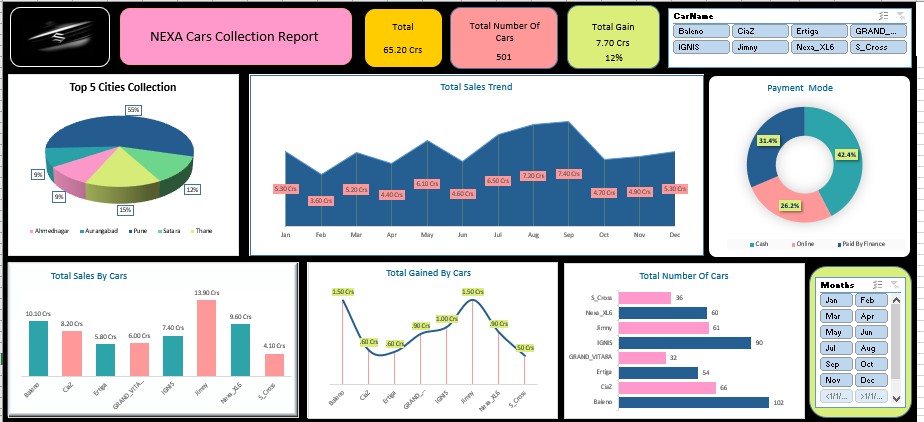 NEXA Cars Collection Report
Total
65.20 Crs
Total Number Of
Cars
501
Total Gain
7.70 Crs
12%
CarName
Baleno
CiaZ
Ertiga
GRAND_...
IGNIS
Jimny
Nexa_XL6
S_Cross
Top 5 Cities Collection
55%
9%
9%
15%
12%
Ahmednagar
Aurangabad
Pune
Satara
Thane
Total Sales Trend
5.30 Crs
3.60 Crs
5.20 Crs
4.40 Crs
6.10 Crs
4.60 Crs
6.50 Crs
7.20 Crs
7.40 Crs
4.70 Crs
4.90 Crs
5.30 Crs
Jan
Feb
Mar
Apr
May
Jun
Jul
Aug
Sep
Oct
Nov
Dec
Payment Mode
31.4%
42.4%
26.2%
Cash
Online
Paid By Finance
Total Sales By Cars
10.10 Crs
8.20 Crs
5.80 Crs
6.00 Crs
7.40 Crs
13.90 Crs
9.60 Crs
4.10 Crs
Baleno
CiaZ
Ertiga
GRAND_VITA...
IGNIS
Jimny
Nexa_XL6
S_Cross
Total Gained By Cars
1.50 Crs
.60 Crs
.60 Crs
.90 Crs
1.00 Crs
1.50 Crs
.90 Crs
.50 Crs
Baleno
CiaZ
Ertiga
GRAND_...
IGNIS
Jimny
Nexa_XL6
S_Cross
Total Number Of Cars
S_Cross 36
Nexa_XL6 60
Jimny 61
IGNIS 90
GRAND_VITARA 32
Ertiga 54
CiaZ 66
Baleno 102
Months
Jan
Feb
Mar
Apr
May
Jun
Jul
Aug
Sep
Oct
Nov
Dec
<1/1/...
>1/1/...